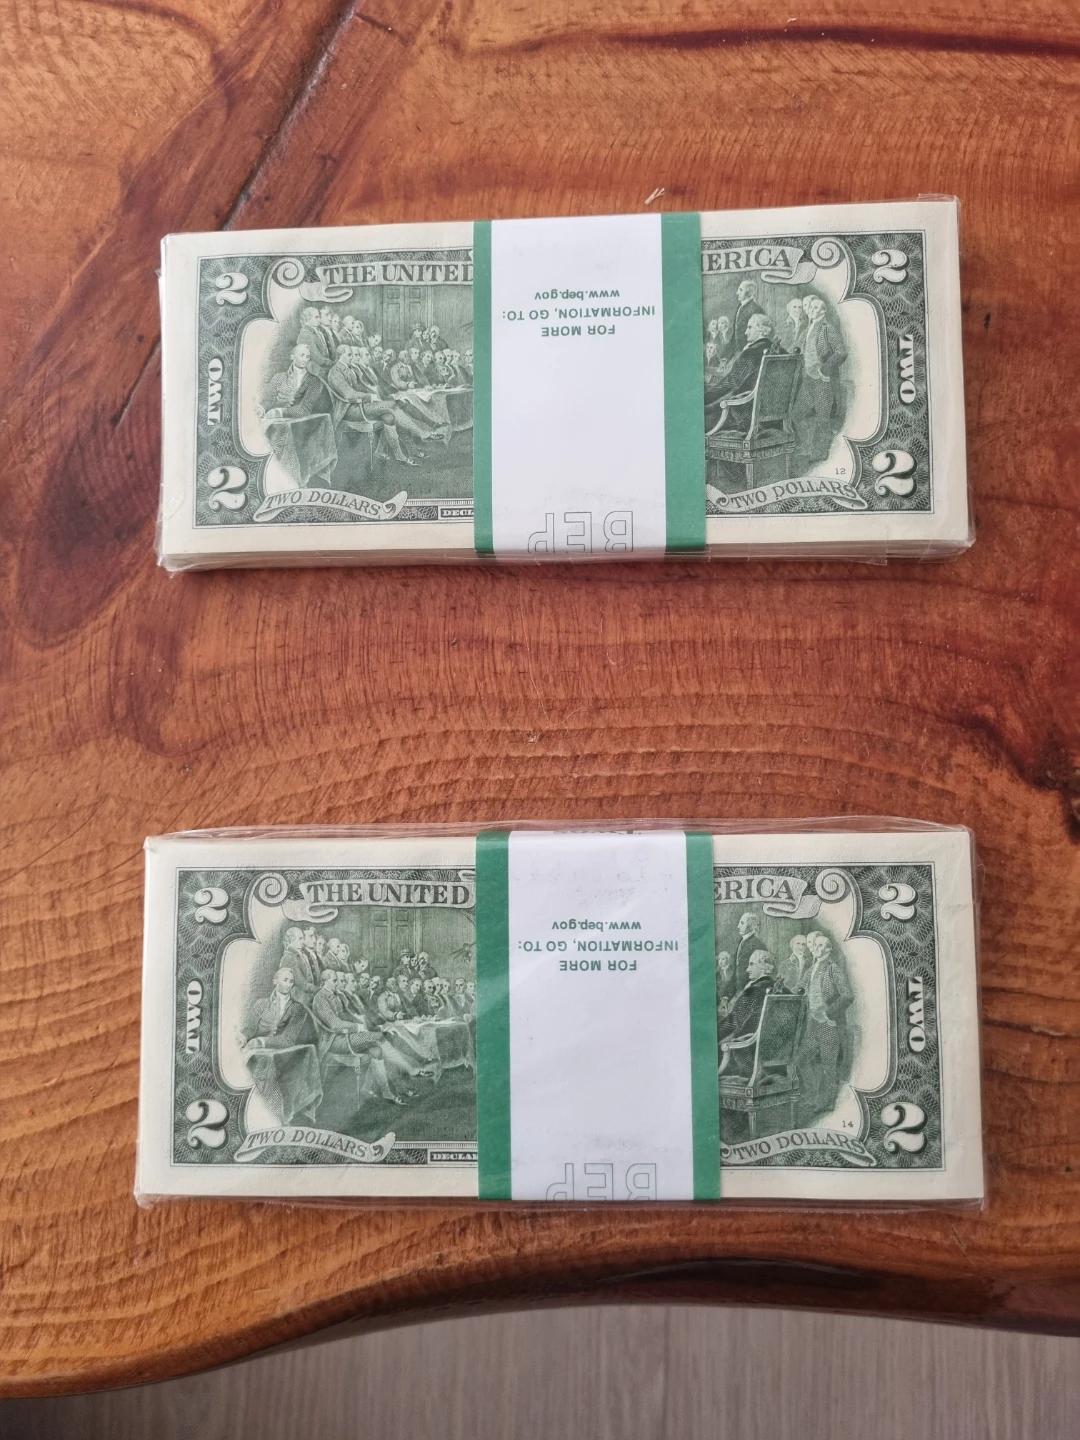 2 THE UNITED ERICA 2
TWO TWO
FOR MORE
INFORMATION, GO TO:
www.bep.gov
12
2 TWO DOLLARS TWO DOLLARS 2
DECLA
BEP
2 THE UNITED ERICA 2
TWO TWO
FOR MORE
INFORMATION, GO TO:
www.bep.gov
14
2 TWO DOLLARS TWO DOLLARS 2
DECLAR
BEP